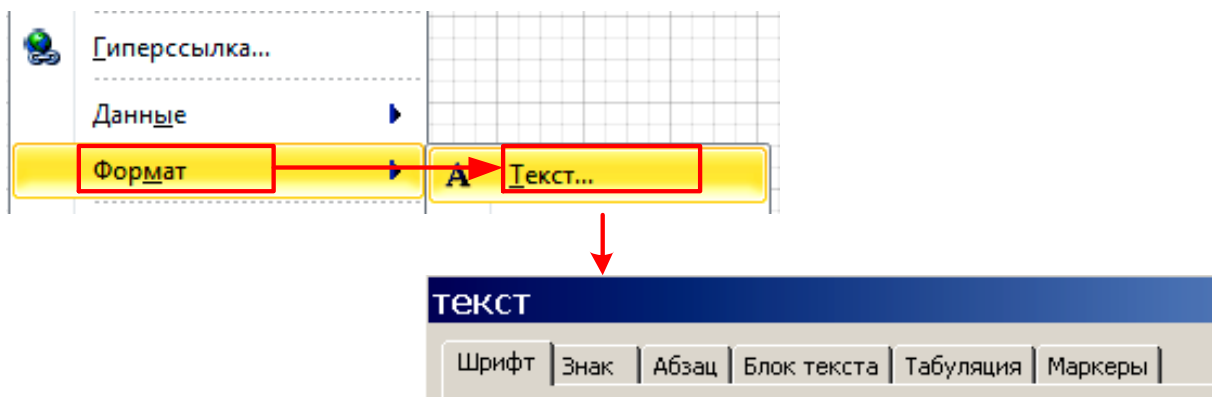 Гиперссылка...
Данные
Формат
A Текст...
текст
Шрифт Знак Абзац Блок текста Табуляция Маркеры